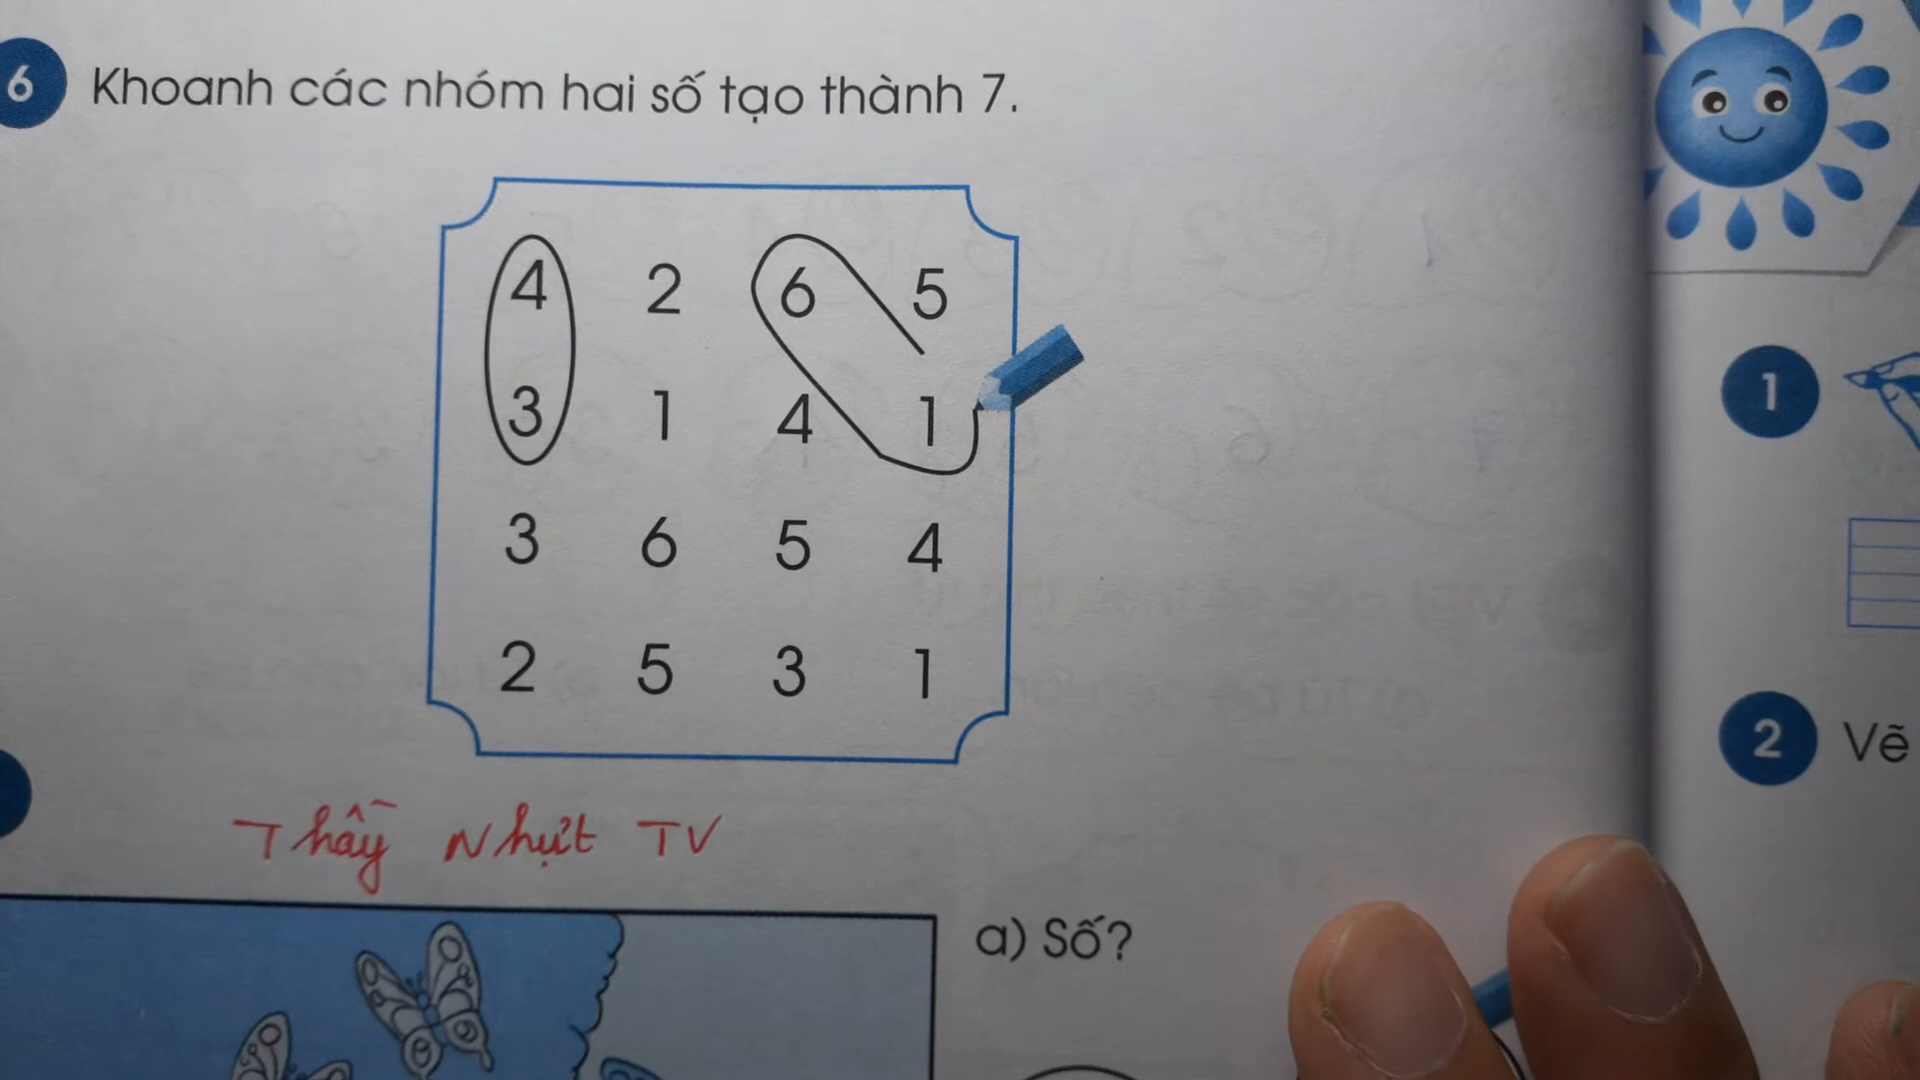 6 Khoanh các nhóm hai số tạo thành 7.
4 2 6 5
3 1 4 1
3 6 5 4
2 5 3 1
Thầy Nhựt TV
a) Số?
1
2 Vẽ